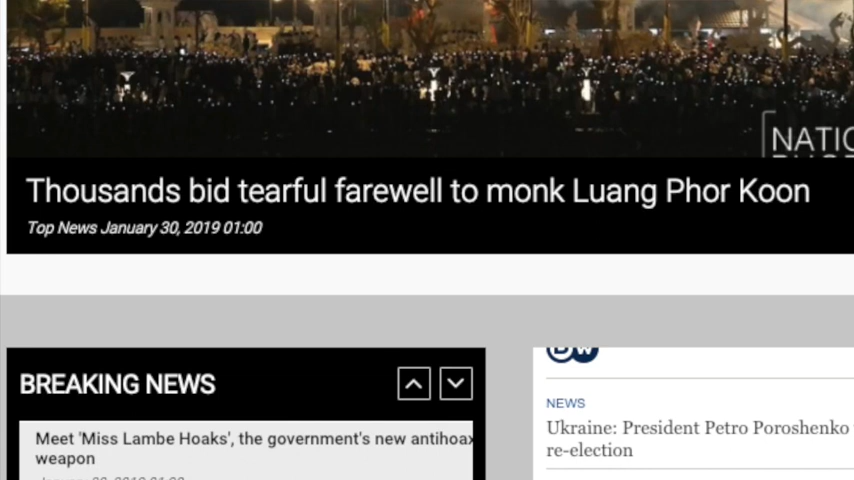 NATIO
Thousands bid tearful farewell to monk Luang Phor Koon
Top News January 30, 2019 01:00
BREAKING NEWS
Meet 'Miss Lambe Hoaks', the government's new antihoax
weapon
DW
NEWS
Ukraine: President Petro Poroshenko
re-election